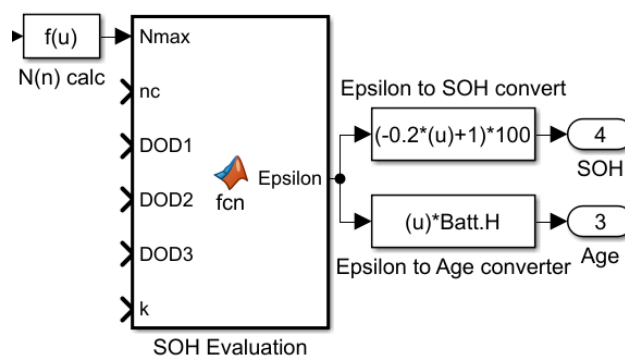 f(u)
N(n) calc
Nmax
nc
DOD1
DOD2
DOD3
k
fcn
Epsilon
SOH Evaluation
Epsilon to SOH convert
(-0.2*(u)+1)*100
4
SOH
(u)*Batt.H
3
Age
Epsilon to Age converter